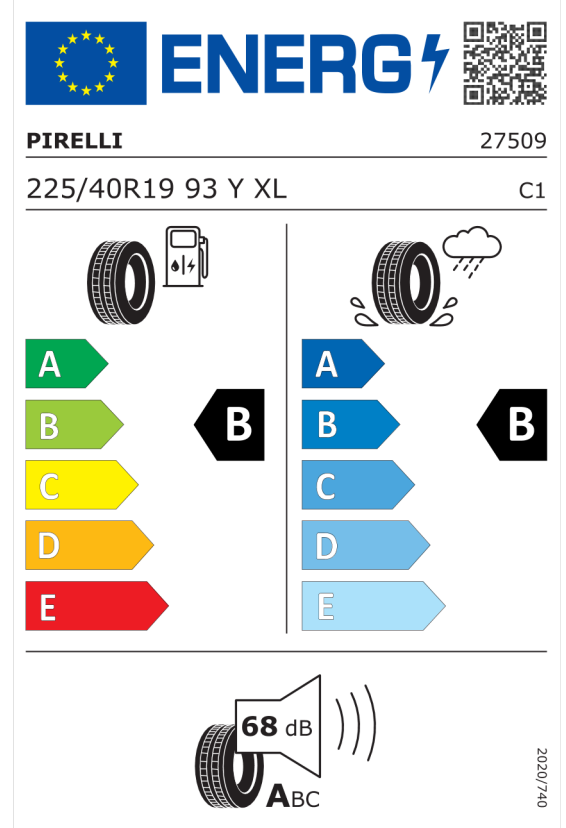 ENERG
PIRELLI 27509
225/40R19 93 Y XL C1
A A
B B B B
C C
D D
E E
68 dB
ABC
2020/740